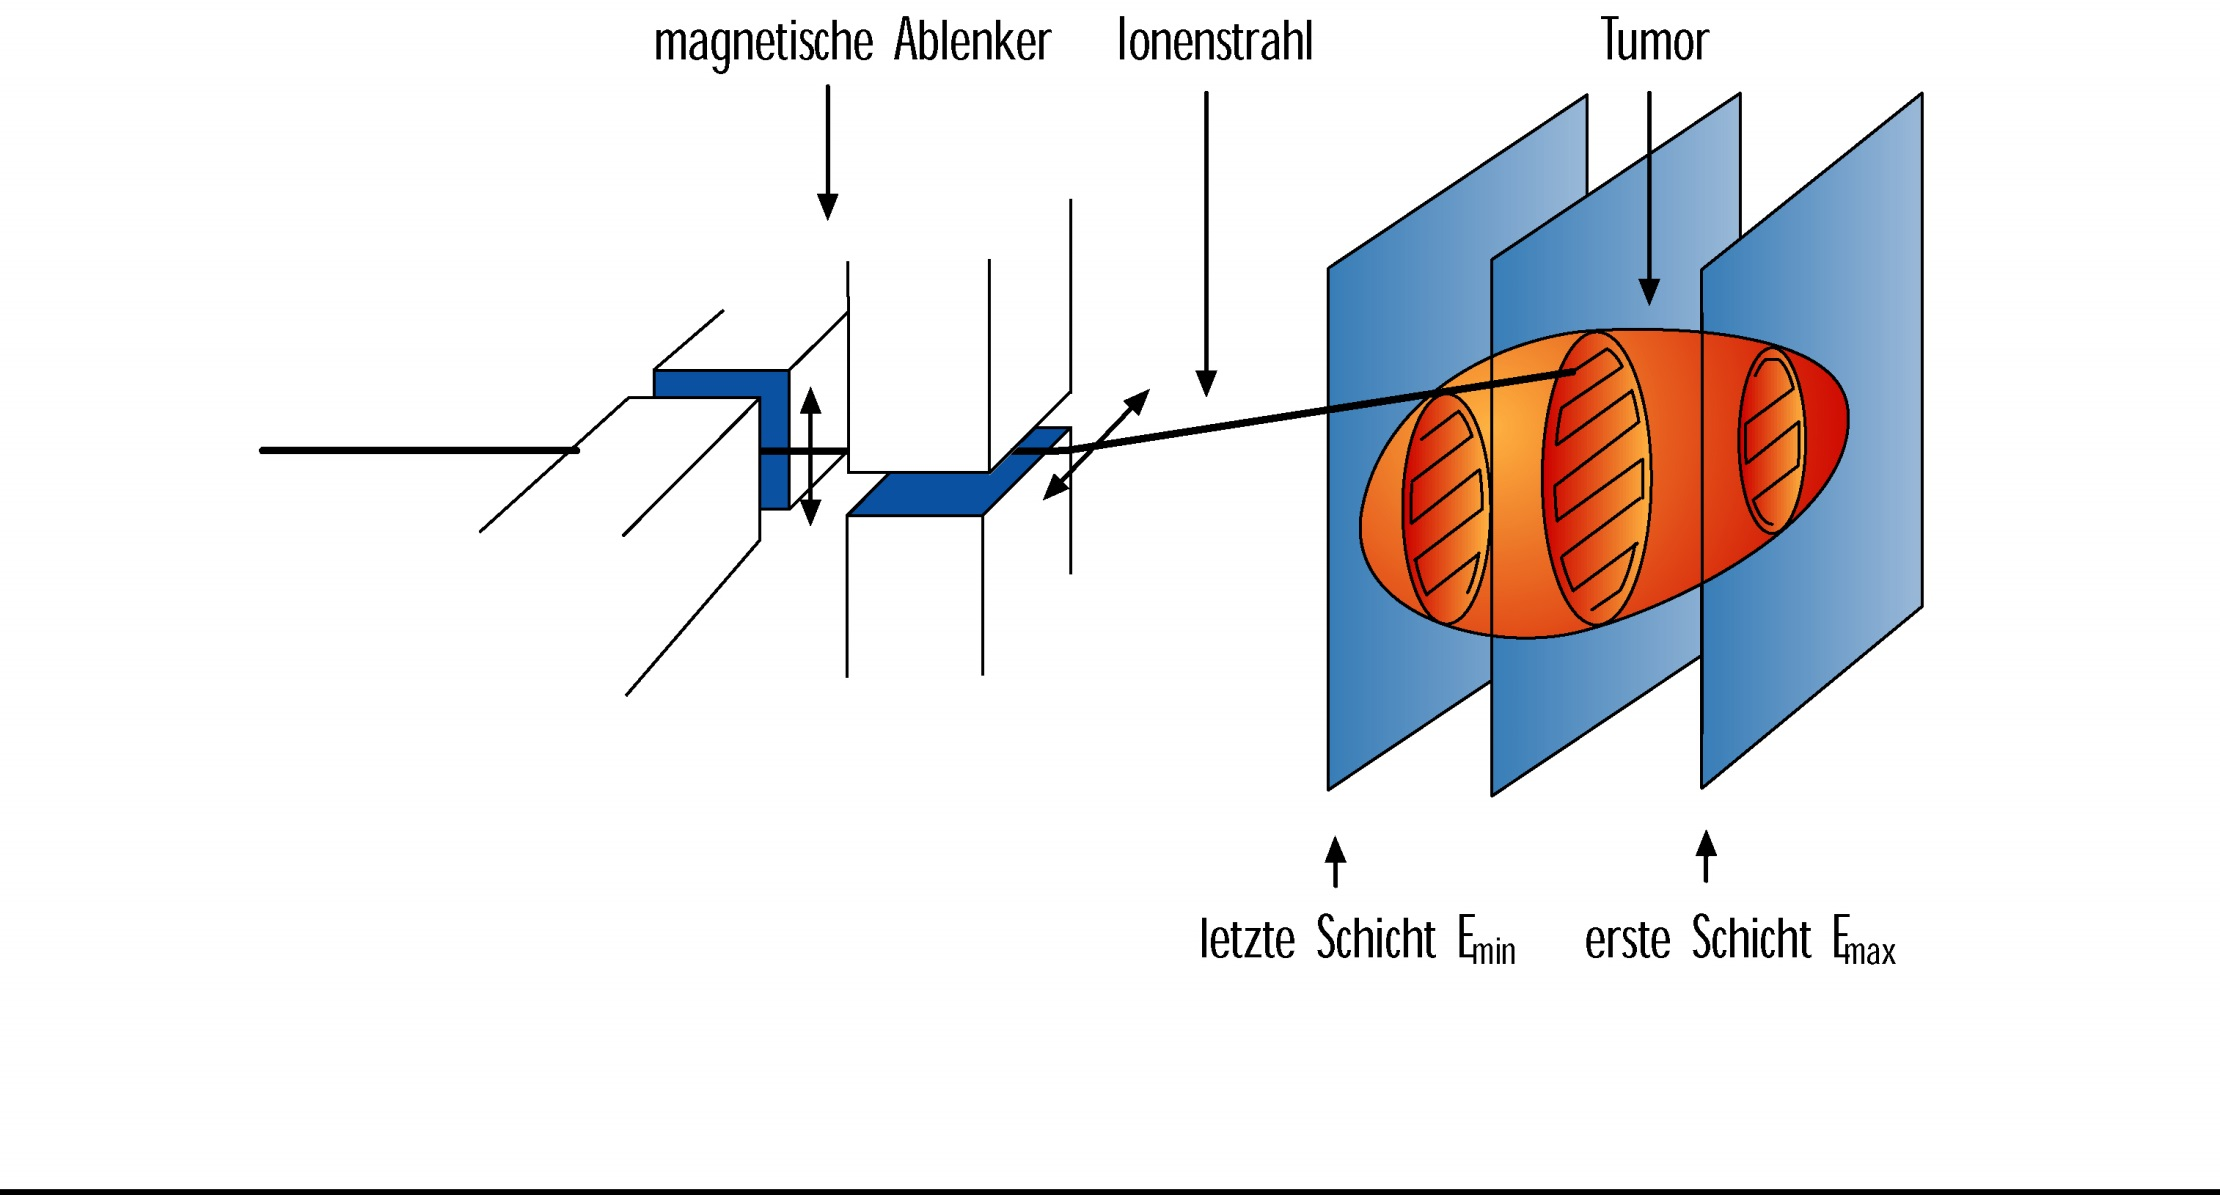 magnetische Ablenker
Ionenstrahl
Tumor
letzte Schicht Emin
erste Schicht Emax